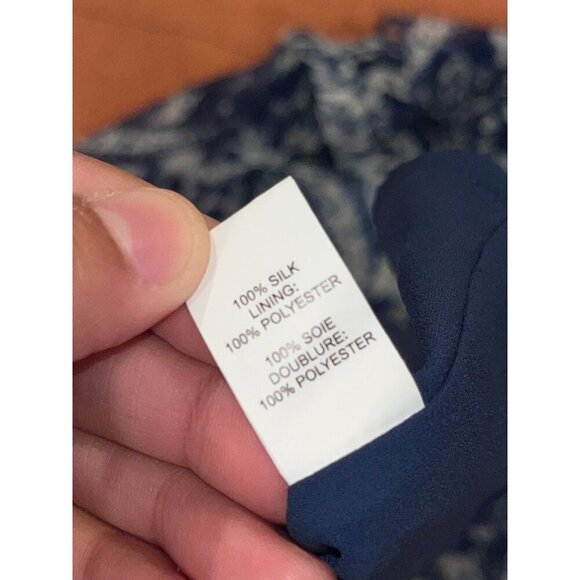 100% SILK
LINING:
100% POLYESTER
100% SOIE
DOUBLURE:
100% POLYESTER